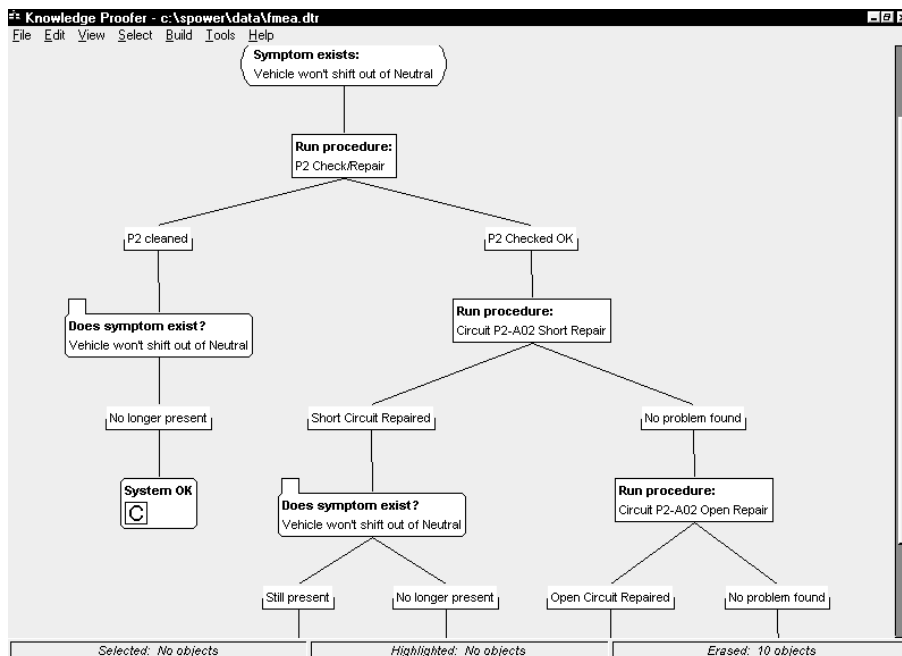 Knowledge Proofer - c:\spower\data\fmea.dtr
File Edit View Select Build Tools Help
Symptom exists:
Vehicle won't shift out of Neutral
Run procedure:
P2 Check/Repair
P2 cleaned
P2 Checked OK
Does symptom exist?
Vehicle won't shift out of Neutral
Run procedure:
Circuit P2-A02 Short Repair
No longer present
Short Circuit Repaired
No problem found
System OK
C
Does symptom exist?
Vehicle won't shift out of Neutral
Run procedure:
Circuit P2-A02 Open Repair
Still present
No longer present
Open Circuit Repaired
No problem found
Selected: No objects
Highlighted: No objects
Erased: 10 objects